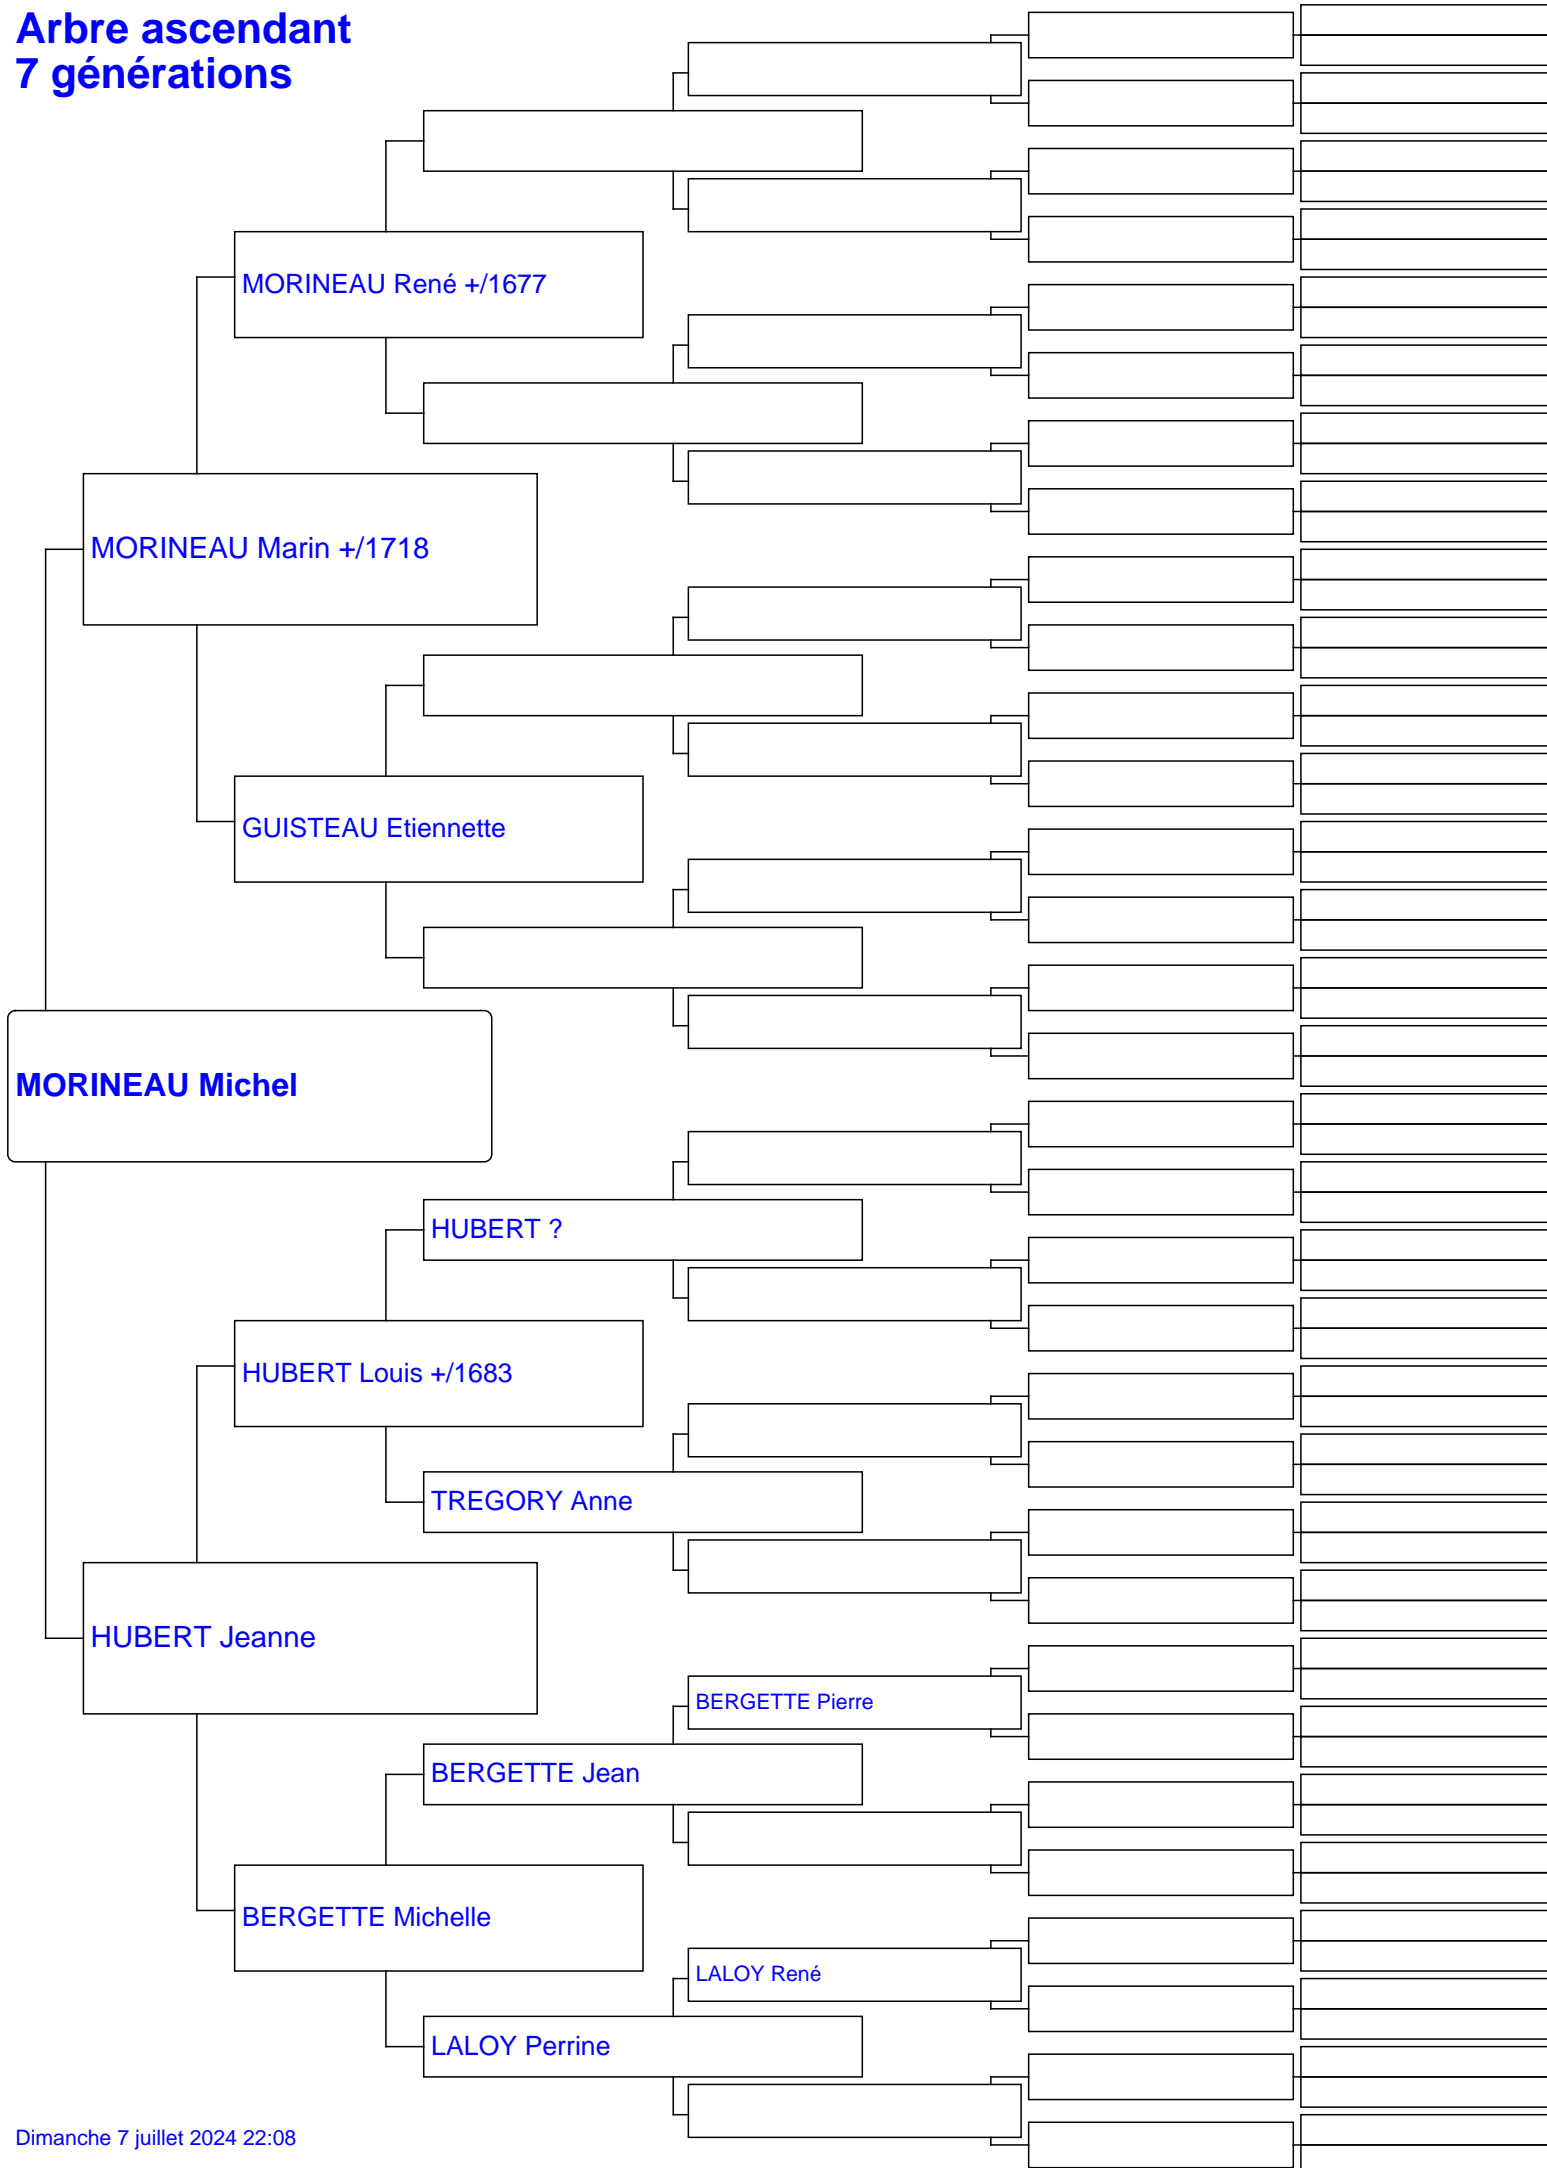 Arbre ascendant
7 générations
MORINEAU René +/1677
MORINEAU Marin +/1718
GUISTEAU Etiennette
MORINEAU Michel
HUBERT ?
HUBERT Louis +/1683
TREGORY Anne
HUBERT Jeanne
BERGETTE Pierre
BERGETTE Jean
BERGETTE Michelle
LALOY René
LALOY Perrine
Dimanche 7 juillet 2024 22:08